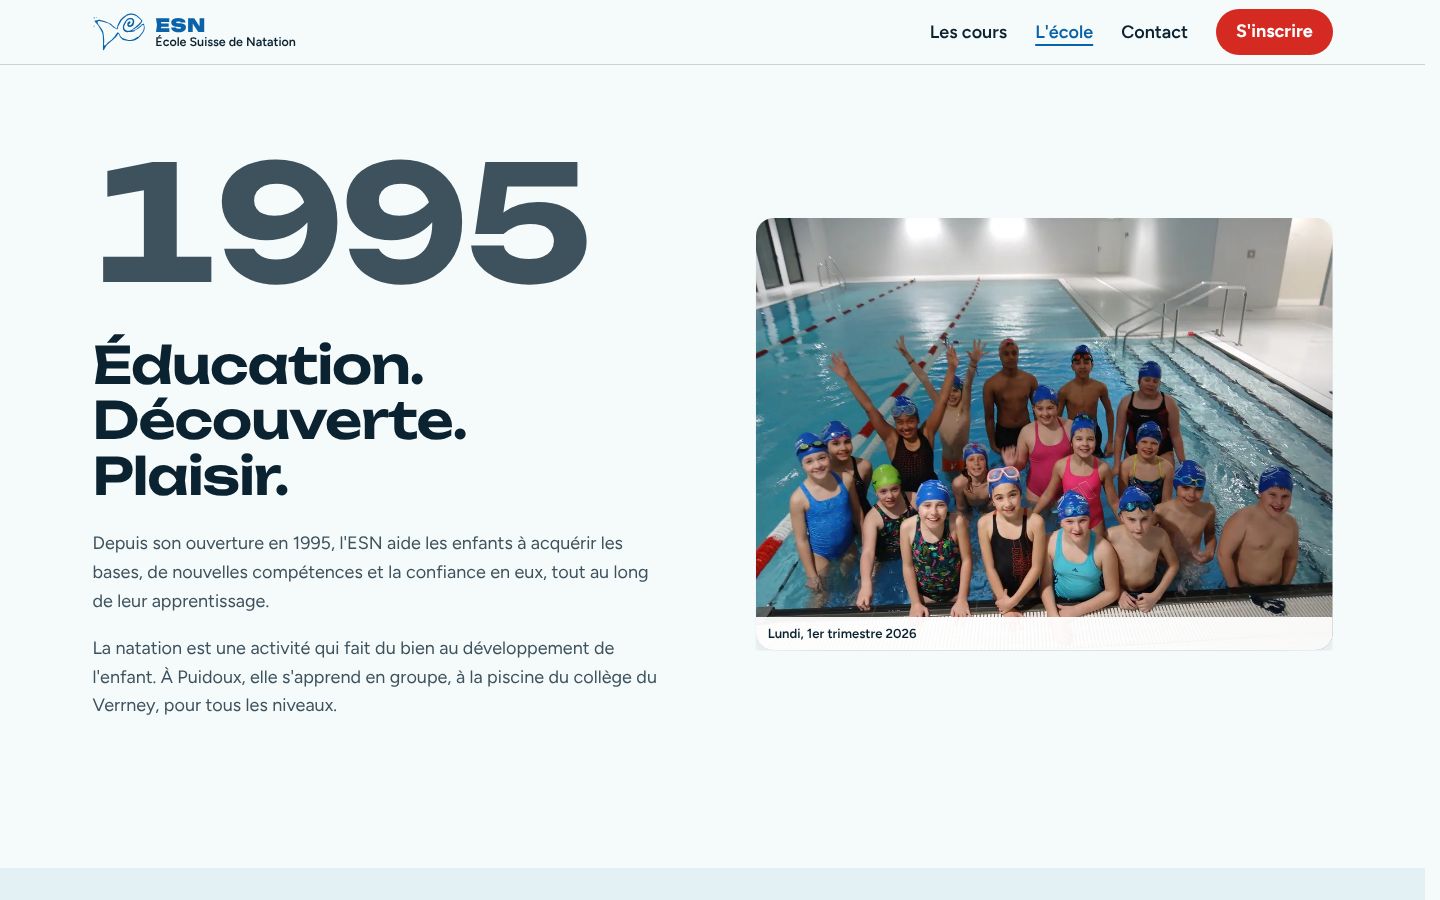 ESN
École Suisse de Natation
Les cours
L'école
Contact
S'inscrire
1995
Éducation.
Découverte.
Plaisir.
Depuis son ouverture en 1995, l'ESN aide les enfants à acquérir les
bases, de nouvelles compétences et la confiance en eux, tout au long
de leur apprentissage.
La natation est une activité qui fait du bien au développement de
l'enfant. À Puidoux, elle s'apprend en groupe, à la piscine du collège du
Verrney, pour tous les niveaux.
Lundi, 1er trimestre 2026